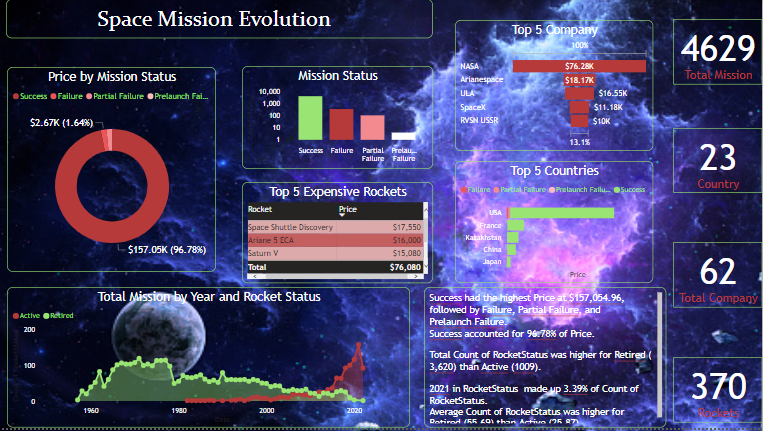 Space Mission Evolution
Price by Mission Status
Success Failure Partial Failure Prelaunch Fai...
$2.67K (1.64%)
$157.05K (96.78%)
Mission Status
10,000
1,000
100
10
1
Success Failure Partial Failure Prelau... Failure
Top 5 Expensive Rockets
Rocket Price
Space Shuttle Discovery $17,550
Ariane 5 ECA $16,000
Saturn V $15,080
Total $76,080
Top 5 Company
100%
NASA $76.28K
Arianespace $18.17K
ULA $16.55K
SpaceX $11.18K
RVSN USSR $10K
13.1%
Top 5 Countries
Failure Partial Failure Prelaunch Failu... Success
USA
France
Kazakhstan
China
Japan
Price
4629
Total Mission
23
Country
62
Total Company
370
Rockets
Total Mission by Year and Rocket Status
Active Retired
200
100
0
1960 1980 2000 2020
Success had the highest Price at $157,054.96,
followed by Failure, Partial Failure, and
Prelaunch Failure.
Success accounted for 96.78% of Price.
Total Count of RocketStatus was higher for Retired (
3,620) than Active (1009).
2021 in RocketStatus made up 3.39% of Count of
RocketStatus.
Average Count of RocketStatus was higher for
Retired (55.69) than Active (25.87).